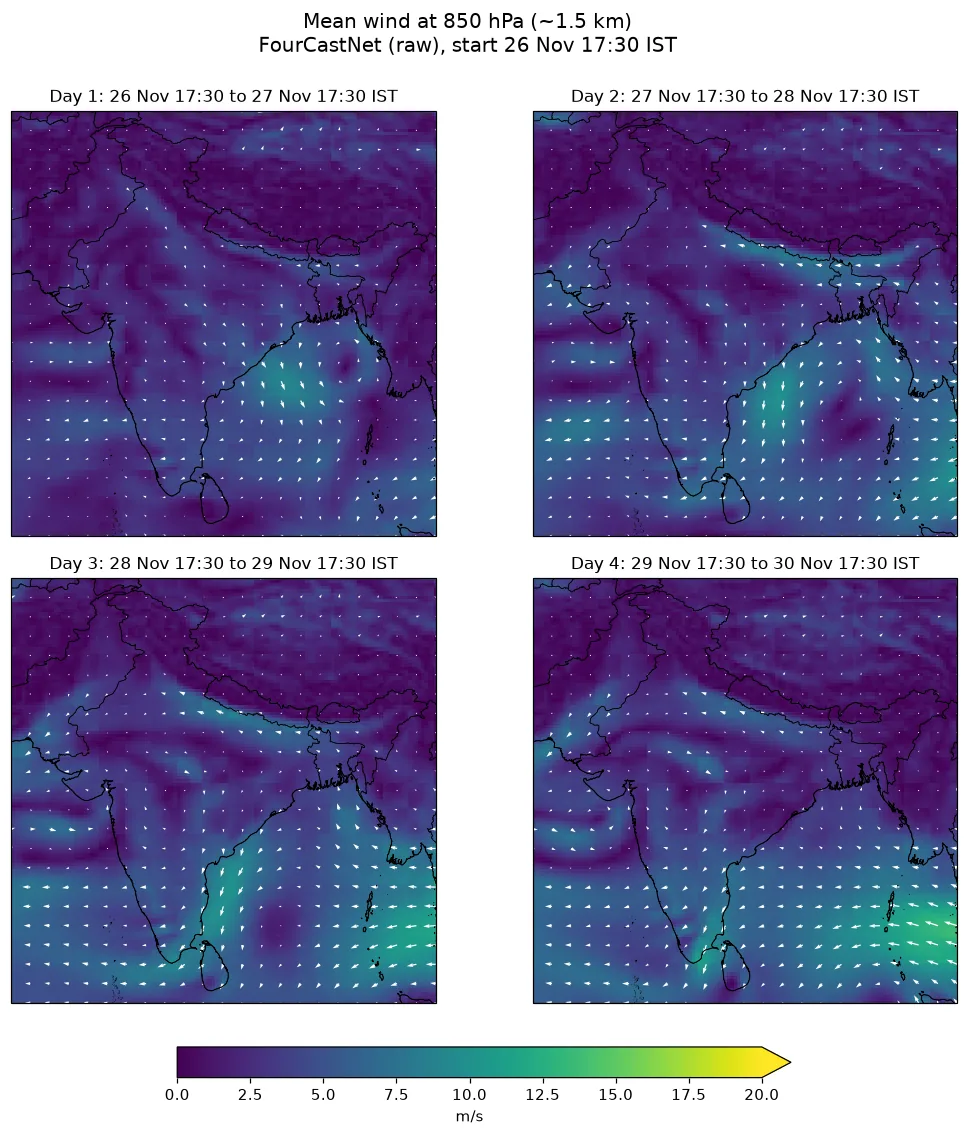 Mean wind at 850 hPa (~1.5 km)
FourCastNet (raw), start 26 Nov 17:30 IST
Day 1: 26 Nov 17:30 to 27 Nov 17:30 IST
Day 2: 27 Nov 17:30 to 28 Nov 17:30 IST
Day 3: 28 Nov 17:30 to 29 Nov 17:30 IST
Day 4: 29 Nov 17:30 to 30 Nov 17:30 IST
0.0 2.5 5.0 7.5 10.0 12.5 15.0 17.5 20.0
m/s